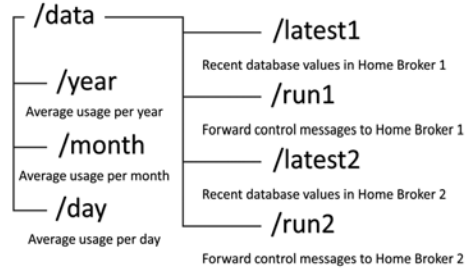 /data
/year
Average usage per year
/month
Average usage per month
/day
Average usage per day
/latest1
Recent database values in Home Broker 1
/run1
Forward control messages to Home Broker 1
/latest2
Recent database values in Home Broker 2
/run2
Forward control messages to Home Broker 2